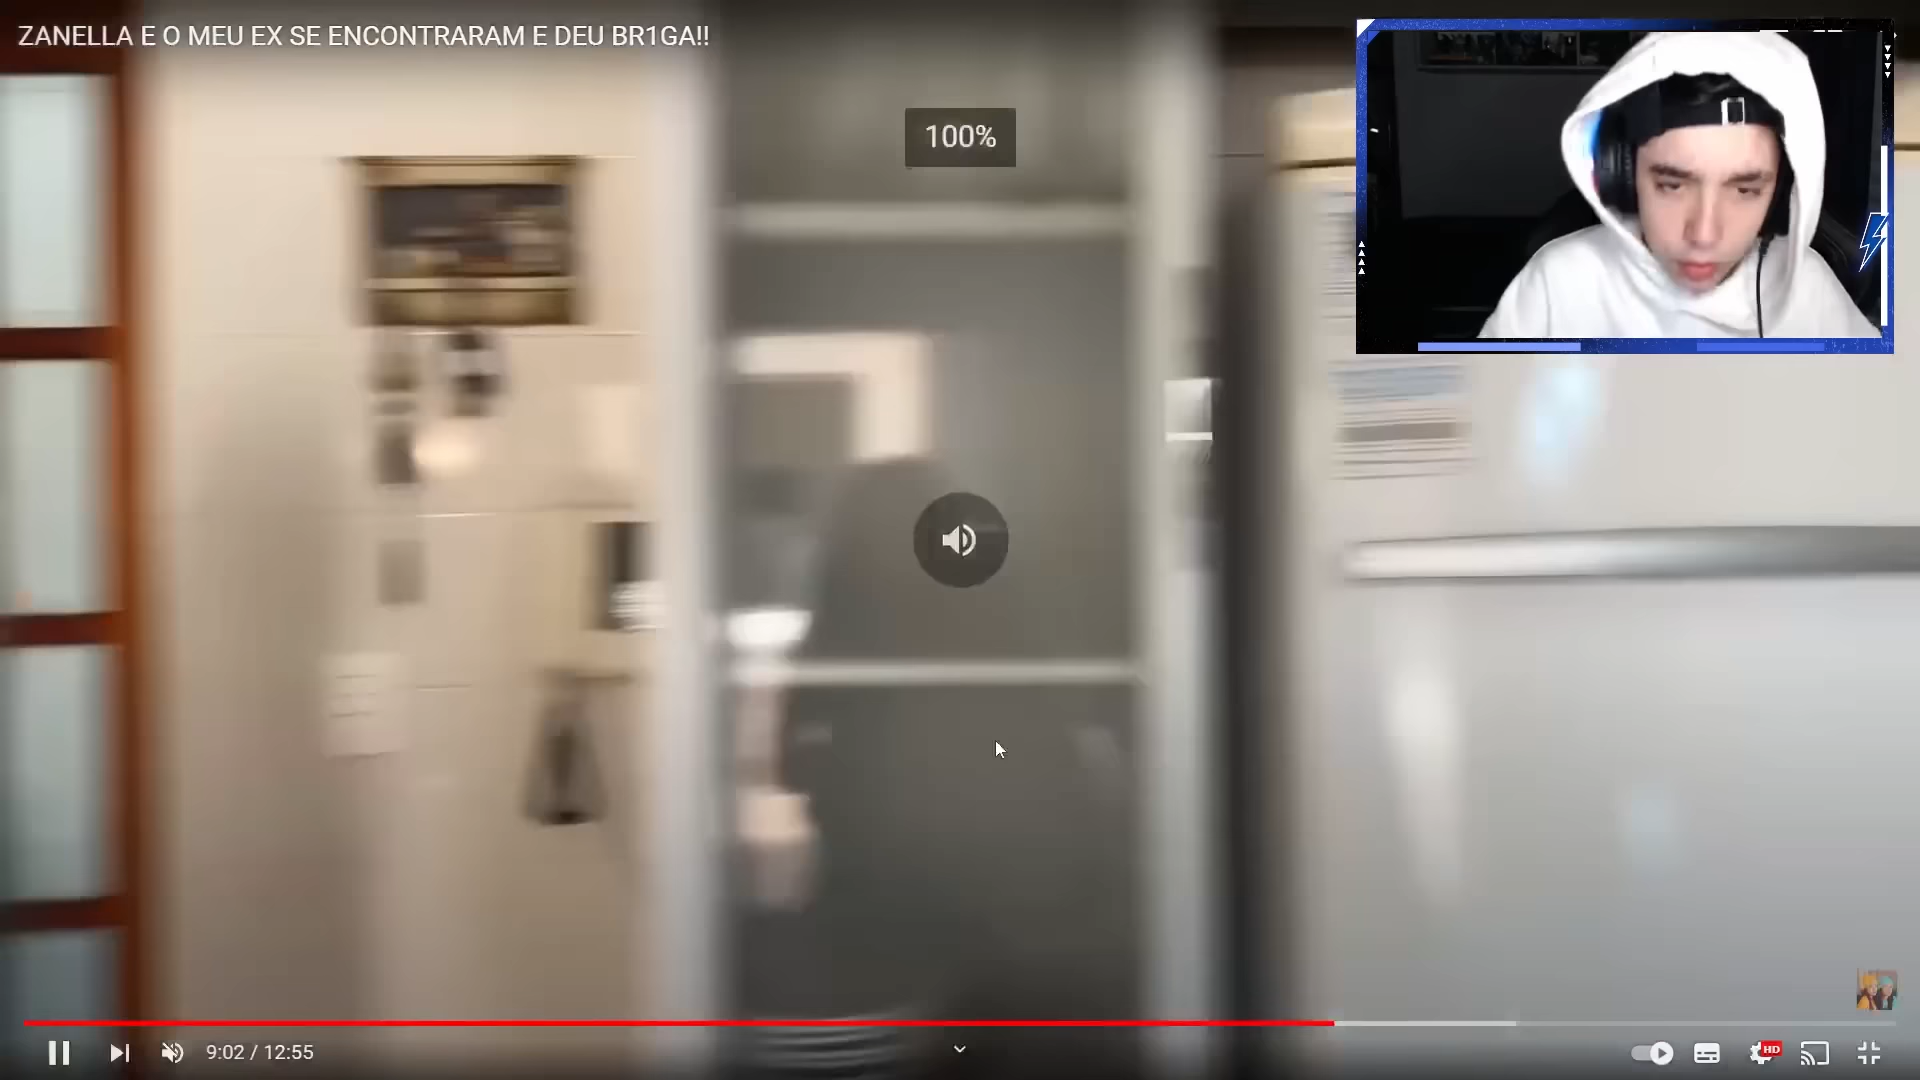 ZANELLA E O MEU EX SE ENCONTRARAM E DEU BR1GA!!
100%
9:02 / 12:55
HD